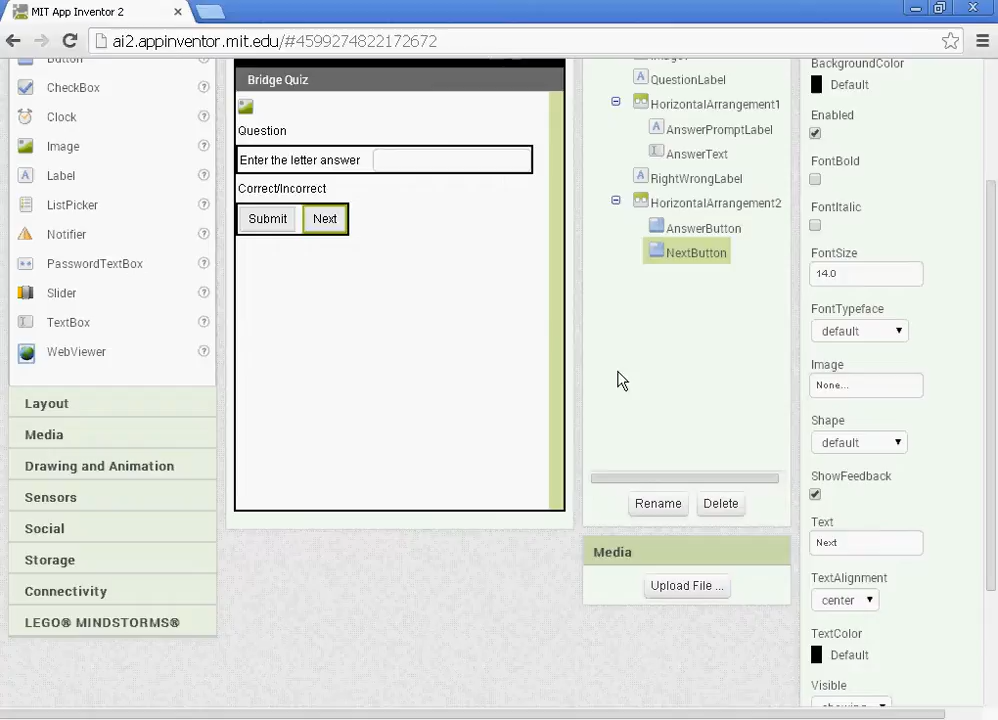 MIT App Inventor 2
ai2.appinventor.mit.edu/#4599274822172672
Button
CheckBox
Clock
Image
Label
ListPicker
Notifier
PasswordTextBox
Slider
TextBox
WebViewer
Layout
Media
Drawing and Animation
Sensors
Social
Storage
Connectivity
LEGO® MINDSTORMS®
Bridge Quiz
Question
Enter the letter answer
Correct/Incorrect
Submit Next
QuestionLabel
HorizontalArrangement1
AnswerPromptLabel
AnswerText
RightWrongLabel
HorizontalArrangement2
AnswerButton
NextButton
Rename Delete
Media
Upload File ...
BackgroundColor
Default
Enabled
FontBold
FontItalic
FontSize
14.0
FontTypeface
default
Image
None...
Shape
default
ShowFeedback
Text
Next
TextAlignment
center
TextColor
Default
Visible
showing